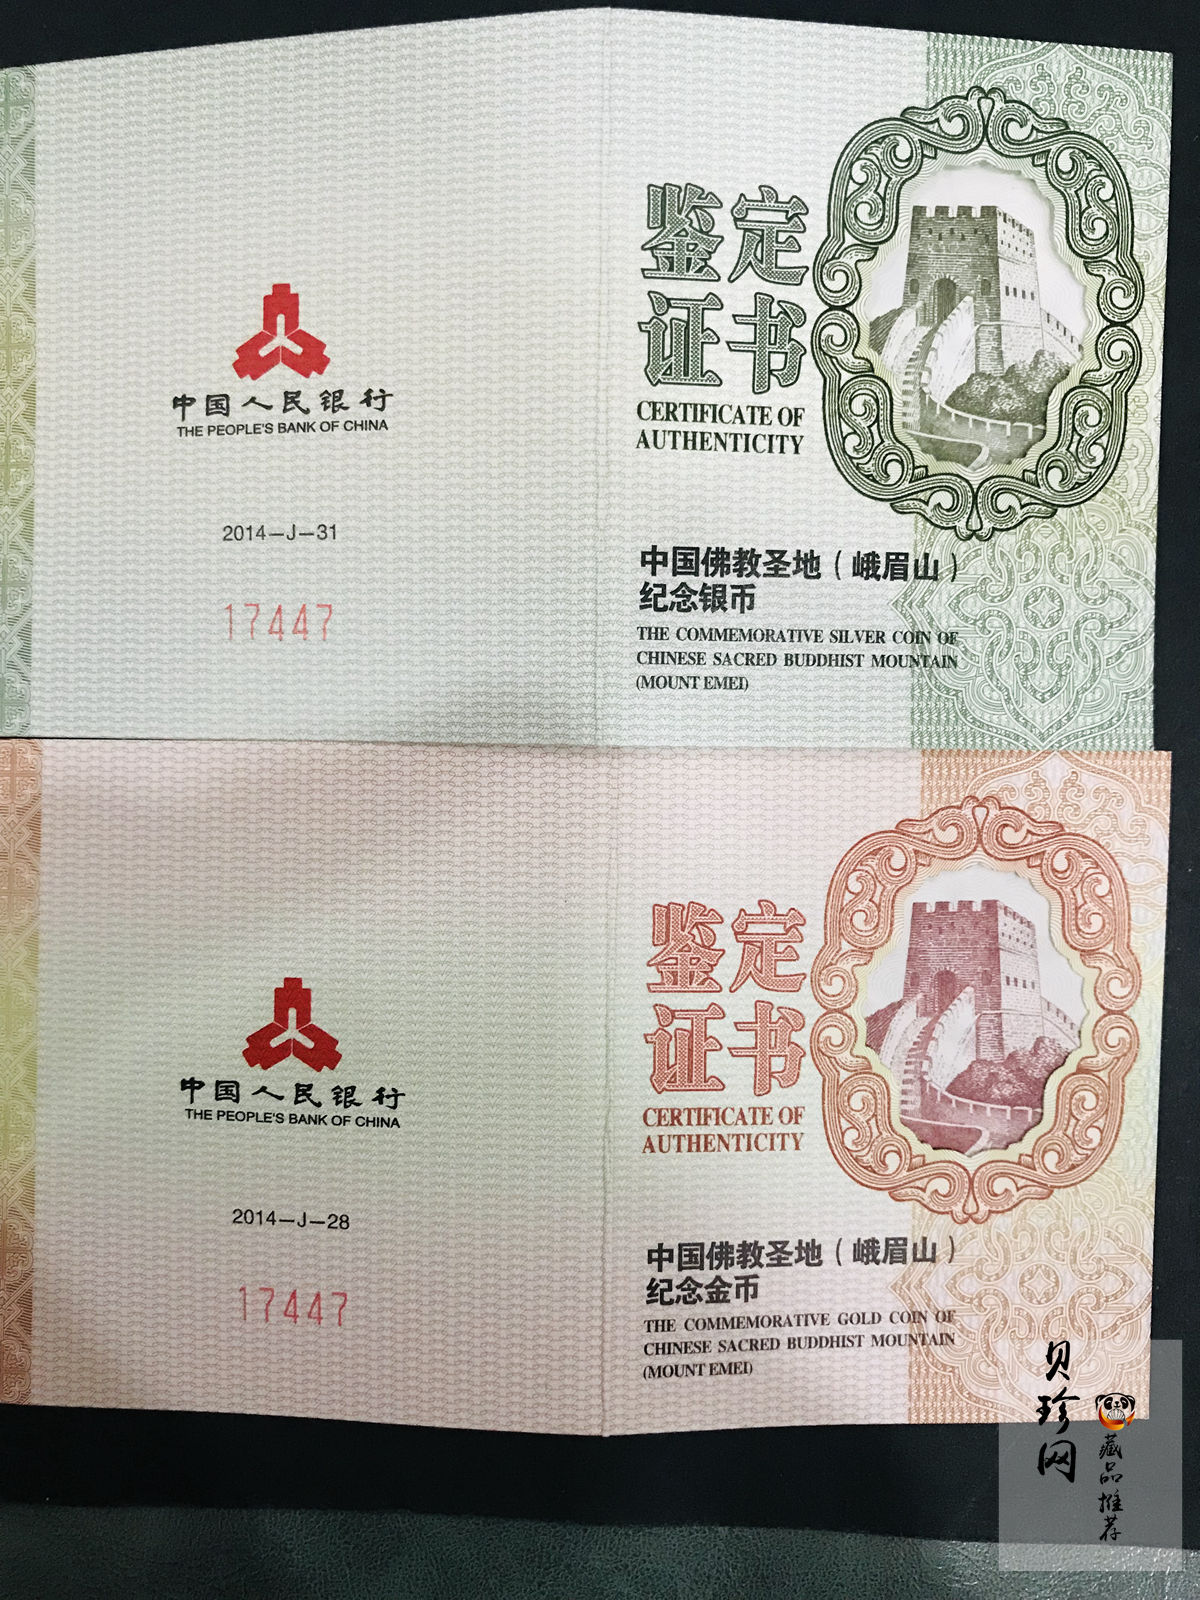 中国人民银行
THE PEOPLE'S BANK OF CHINA
2014-J-31
17447
鉴定
证书
CERTIFICATE OF
AUTHENTICITY
中国佛教圣地（峨眉山）
纪念银币
THE COMMEMORATIVE SILVER COIN OF
CHINESE SACRED BUDDHIST MOUNTAIN
(MOUNT EMEI)
中国人民银行
THE PEOPLE'S BANK OF CHINA
2014-J-28
17447
鉴定
证书
CERTIFICATE OF
AUTHENTICITY
中国佛教圣地（峨眉山）
纪念金币
THE COMMEMORATIVE GOLD COIN OF
CHINESE SACRED BUDDHIST MOUNTAIN
(MOUNT EMEI)
贝珍网
藏品推荐